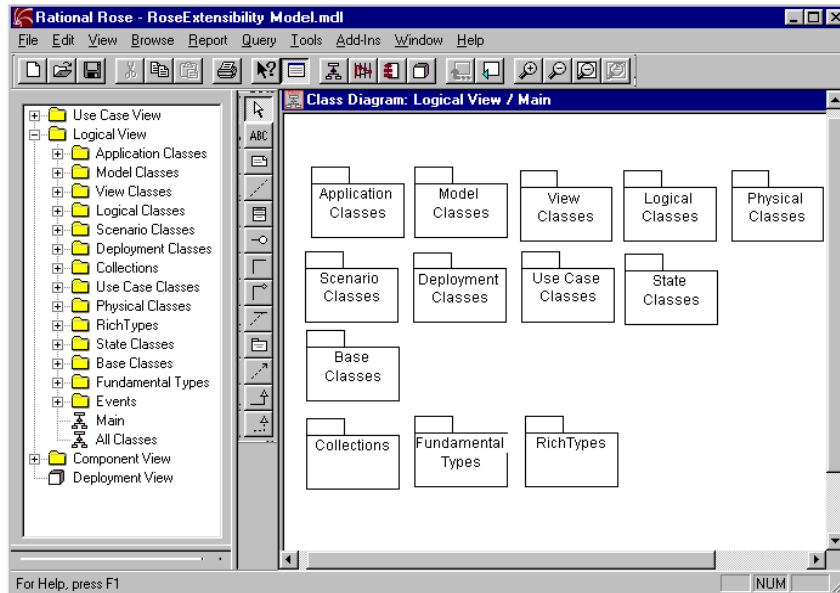 Rational Rose - RoseExtensibility Model.mdl
File Edit View Browse Report Query Tools Add-Ins Window Help
Use Case View
Logical View
Application Classes
Model Classes
View Classes
Logical Classes
Scenario Classes
Deployment Classes
Collections
Use Case Classes
Physical Classes
RichTypes
State Classes
Base Classes
Fundamental Types
Events
Main
All Classes
Component View
Deployment View
ABC
Class Diagram: Logical View / Main
Application
Classes
Model
Classes
View
Classes
Logical
Classes
Physical
Classes
Scenario
Classes
Deployment
Classes
Use Case
Classes
State
Classes
Base
Classes
Collections
Fundamental
Types
RichTypes
For Help, press F1
NUM